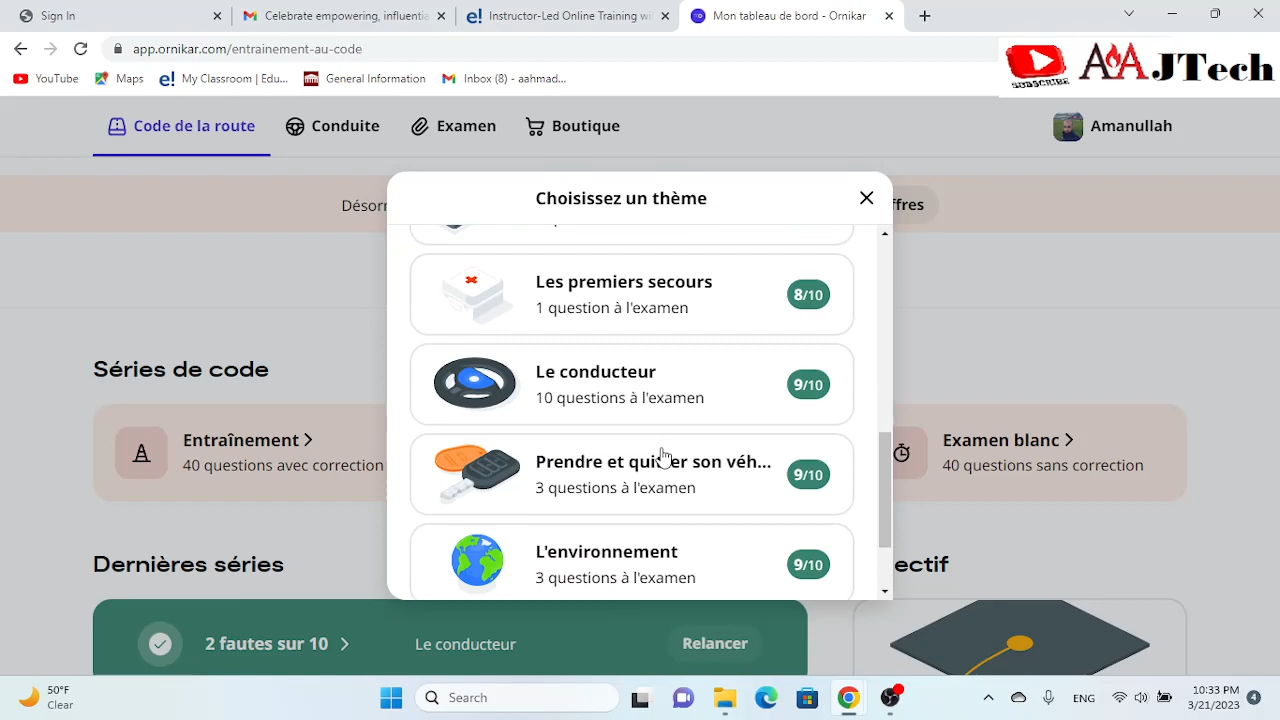 Sign In
Celebrate empowering, influentia
Instructor-Led Online Training wi
Mon tableau de bord - Ornikar
app.ornikar.com/entrainement-au-code
YouTube
Maps
e! My Classroom | Edu...
General Information
Inbox (8) - aahmad...
SUBSCRIBE
AAJTech
Code de la route
Conduite
Examen
Boutique
Amanullah
Désorm
ffres
Choisissez un thème
Les premiers secours
1 question à l'examen
8/10
Le conducteur
10 questions à l'examen
9/10
Prendre et quitter son véh...
3 questions à l'examen
9/10
L'environnement
3 questions à l'examen
9/10
Séries de code
Entraînement
40 questions avec correction
Examen blanc
40 questions sans correction
Dernières séries
ectif
2 fautes sur 10
Le conducteur
Relancer
50°F
Clear
Search
ENG
10:33 PM
3/21/2023
4